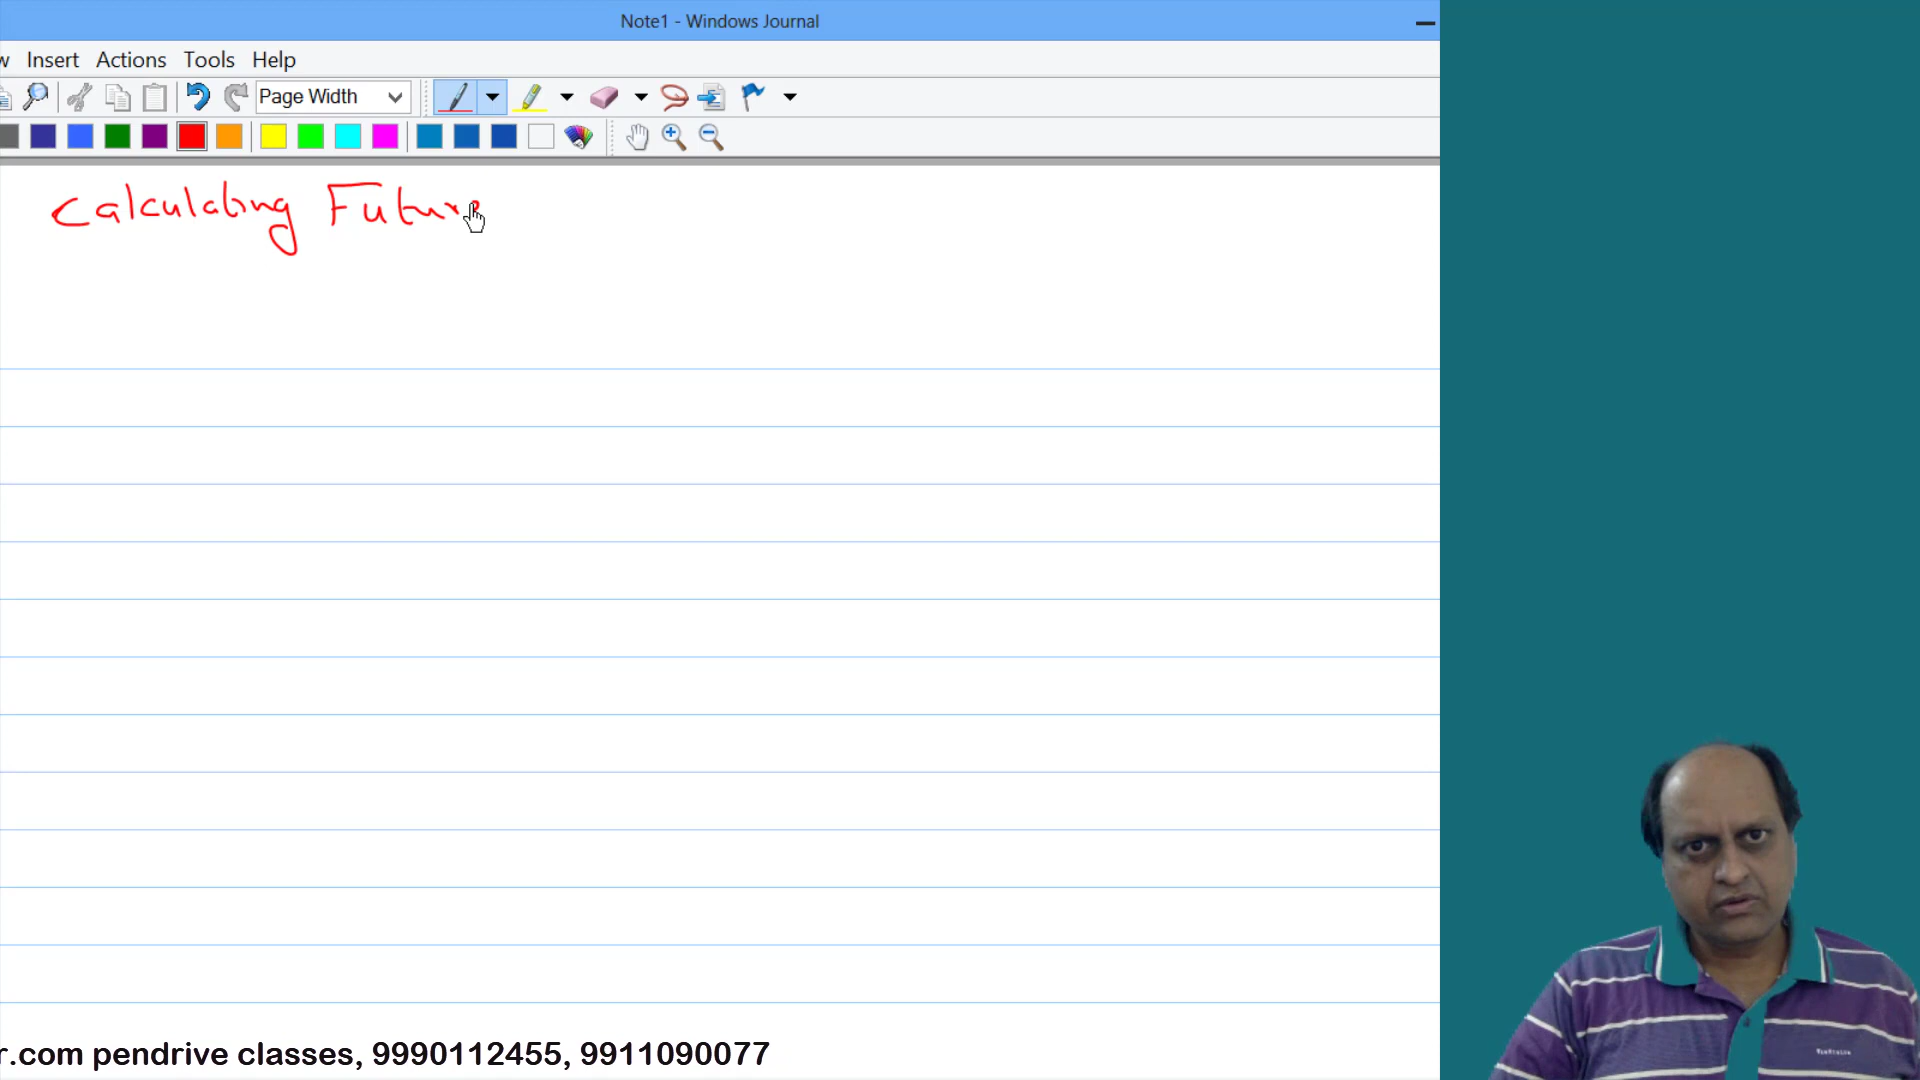 Note1 - Windows Journal
Insert Actions Tools Help
Page Width
Calculating Future
r.com pendrive classes, 9990112455, 9911090077